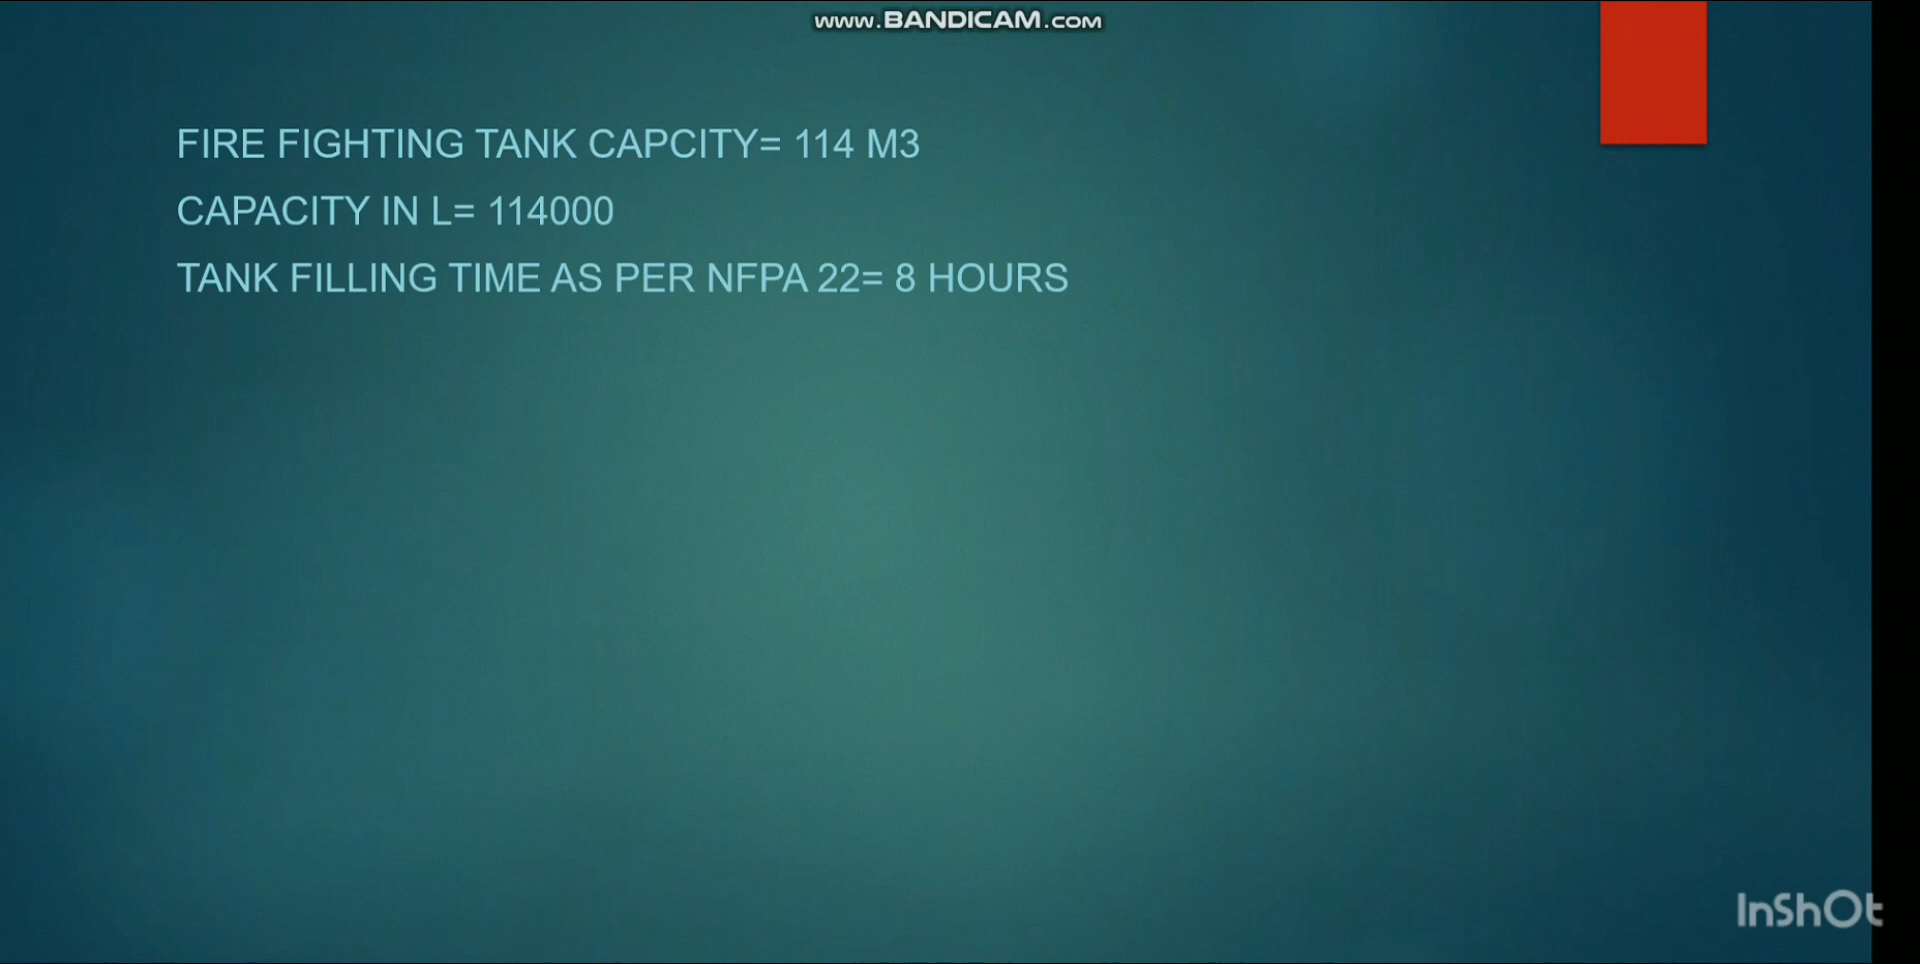 www.BANDICAM.com
FIRE FIGHTING TANK CAPCITY= 114 M3
CAPACITY IN L= 114000
TANK FILLING TIME AS PER NFPA 22= 8 HOURS
InShOt